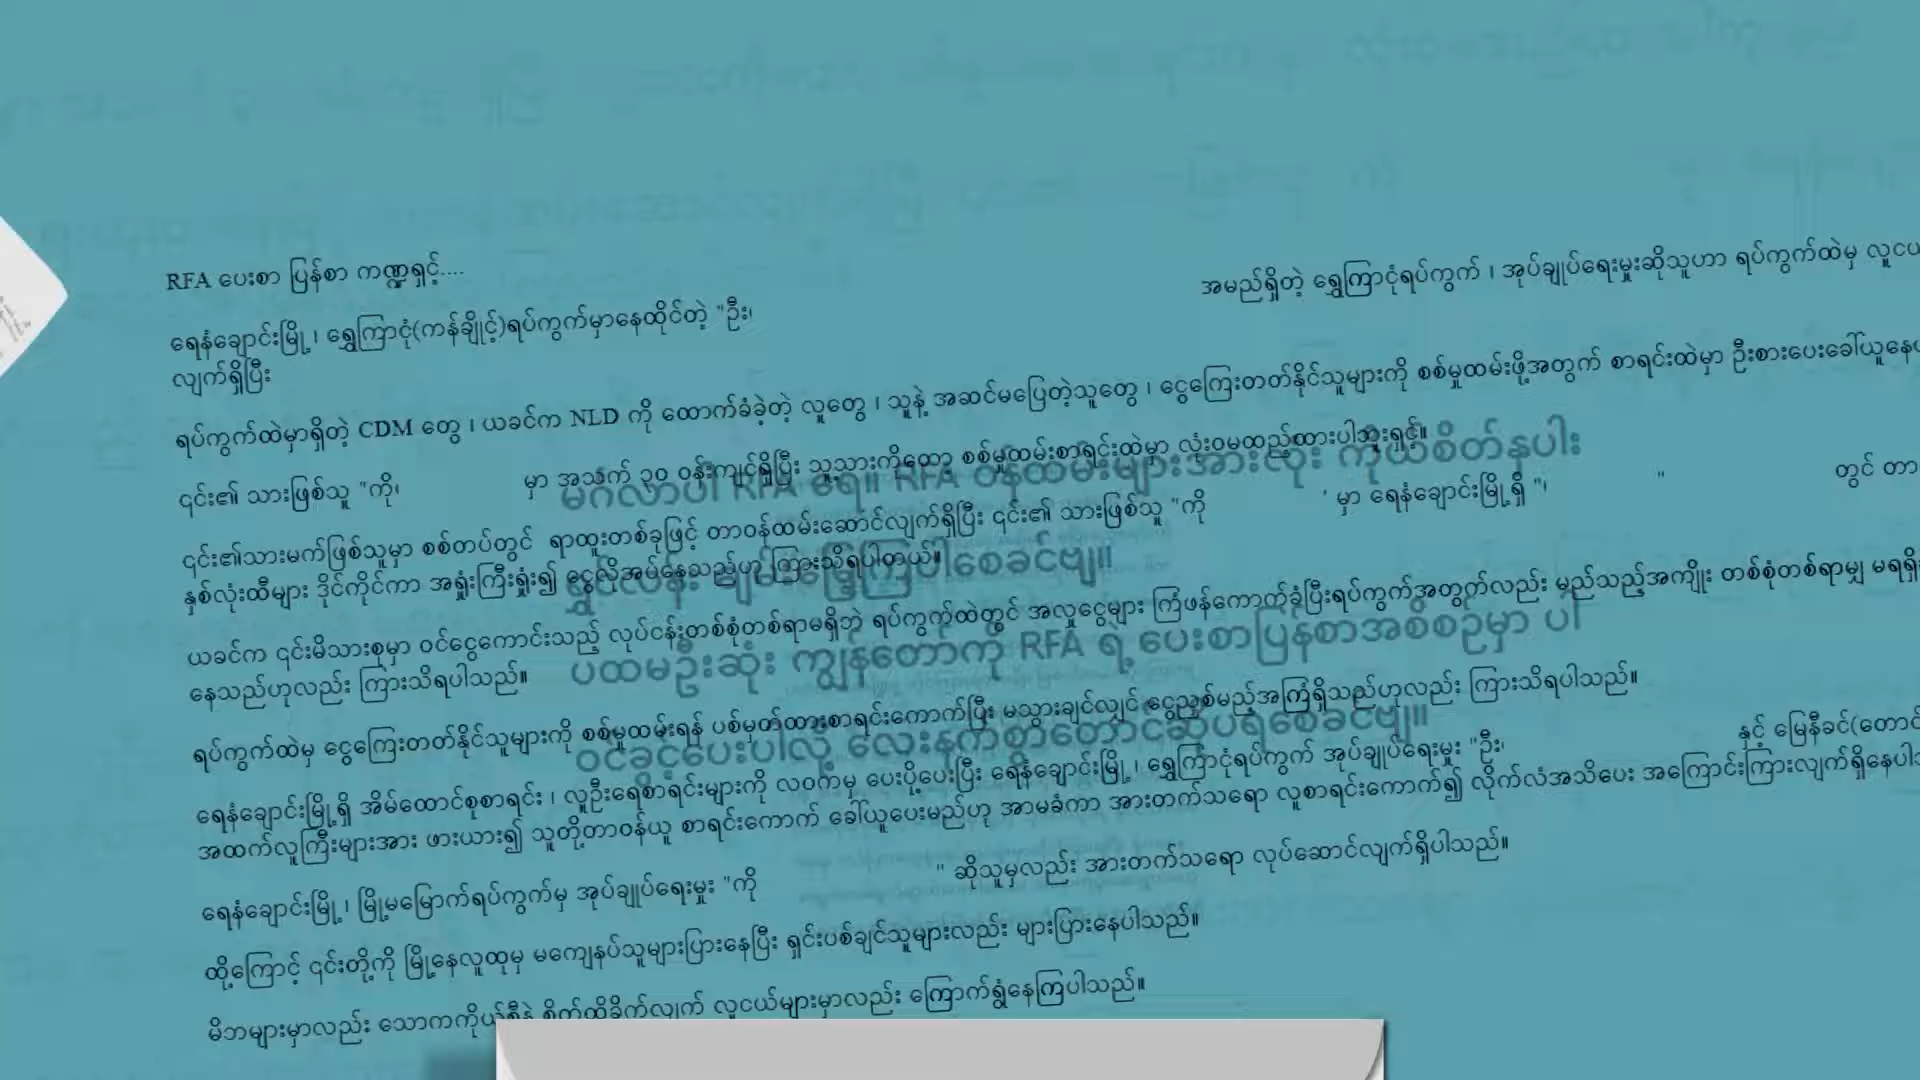 RFA ပေးစာ ပြန်စာ ကဏ္ဍရှင့်....
အမည်ရှိတဲ့ ရွှေကြာငုံရပ်ကွက် ၊ အုပ်ချုပ်ရေးမှူးဆိုသူဟာ ရပ်ကွက်ထဲမှ လူငယ
ရေနံချောင်းမြို့ ၊ ရွှေကြာငုံ(ကန်ချိုင့်)ရပ်ကွက်မှာနေထိုင်တဲ့ "ဦး၊
လျက်ရှိပြီး
ရပ်ကွက်ထဲမှာရှိတဲ့ CDM တွေ ၊ ယခင်က NLD ကို ထောက်ခံခဲ့တဲ့ လူတွေ ၊ သူနဲ့ အဆင်မပြေတဲ့သူတွေ ၊ ငွေကြေးတတ်နိုင်သူများကို စစ်မှုထမ်းဖို့အတွက် စာရင်းထဲမှာ ဦးစားပေးခေါ်ယူနေ
၎င်း၏ သားဖြစ်သူ "ကို၊ မှာ အသက် ၃၀ ဝန်းကျင်ရှိပြီး သူ့သားကိုတော့ စစ်မှုထမ်းစာရင်းထဲမှာ လုံးဝမထည့်ထားပါဘူးရှင့်။
မင်္ဂလာပါ RFA ရေ။ RFA ဝန်ထမ်းများအားလုံး ကိုယ်စိတ်နှပါး
၎င်း၏သားမက်ဖြစ်သူမှာ စစ်တပ်တွင် ရာထူးတစ်ခုဖြင့် တာဝန်ထမ်းဆောင်လျက်ရှိပြီး ၎င်း၏ သားဖြစ်သူ "ကို ' မှာ ရေနံချောင်းမြို့ရှိ "၊ " တွင် တာ
နှစ်လုံးထီများ ဒိုင်ကိုင်ကာ အရှုံးကြီးရှုံး၍ ငွေလိုအပ်နေသည်ဟု ကြားသိရပါတယ်။
ရွှင်လန်း ချမ်းမြေ့ကြပါစေခင်ဗျ။
ယခင်က ၎င်းမိသားစုမှာ ဝင်ငွေကောင်းသည့် လုပ်ငန်းတစ်စုံတစ်ရာမရှိဘဲ ရပ်ကွက်ထဲတွင် အလှူငွေများ ကြံဖန်ကောက်ခံပြီးရပ်ကွက်အတွက်လည်း မည်သည့်အကျိုး တစ်စုံတစ်ရာမျှ မရရှိ
နေသည်ဟုလည်း ကြားသိရပါသည်။
ပထမဦးဆုံး ကျွန်တော်ကို RFA ရဲ့ ပေးစာပြန်စာအစီစဉ်မှာ ပါ
ရပ်ကွက်ထဲမှ ငွေကြေးတတ်နိုင်သူများကို စစ်မှုထမ်းရန် ပစ်မှတ်ထားစာရင်းကောက်ပြီး မသွားချင်လျှင် ငွေညှစ်မည့်အကြံရှိသည်ဟုလည်း ကြားသိရပါသည်။
ဝင်ခွင့်ပေးပါလို့ လေးနက်စွာတောင်းဆိုပရစေခင်ဗျ။
ရေနံချောင်းမြို့ရှိ အိမ်ထောင်စုစာရင်း ၊ လူဦးရေစာရင်းများကို လဝကမှ ပေးပို့ပေးပြီး ရေနံချောင်းမြို့ ၊ ရွှေကြာငုံရပ်ကွက် အုပ်ချုပ်ရေးမှူး "ဦး၊ နှင့် မြေနီခင်(တောင်
အထက်လူကြီးများအား ဖားယား၍ သူတို့တာဝန်ယူ စာရင်းကောက် ခေါ်ယူပေးမည်ဟု အာမခံကာ အားတက်သရော လူစာရင်းကောက်၍ လိုက်လံအသိပေး အကြောင်းကြားလျက်ရှိနေပါ
ရေနံချောင်းမြို့၊ မြို့မမြောက်ရပ်ကွက်မှ အုပ်ချုပ်ရေးမှူး "ကို " ဆိုသူမှလည်း အားတက်သရော လုပ်ဆောင်လျက်ရှိပါသည်။
ထို့ကြောင့် ၎င်းတို့ကို မြို့နေလူထုမှ မကျေနပ်သူများပြားနေပြီး ရှင်းပစ်ချင်သူများလည်း များပြားနေပါသည်။
မိဘများမှာလည်း သောကကိုယ်စီနဲ့ စိုက်ထိုခိုက်လျက် လူငယ်များမှာလည်း ကြောက်ရွံ့နေကြပါသည်။